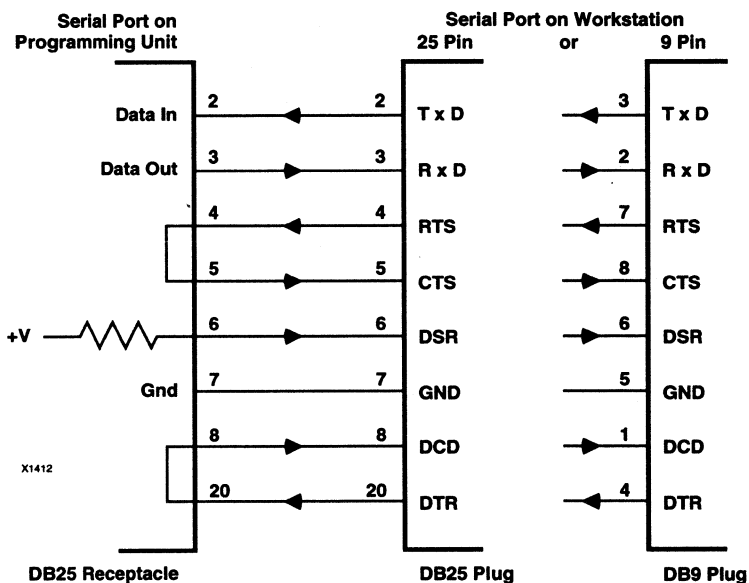 Serial Port on
Programming Unit
Serial Port on Workstation
25 Pin or 9 Pin
Data In 2 2 T x D 3 T x D
Data Out 3 3 R x D 2 R x D
4 4 RTS 7 RTS
5 5 CTS 8 CTS
+V 6 6 DSR 6 DSR
Gnd 7 7 GND 5 GND
8 8 DCD 1 DCD
X1412
20 20 DTR 4 DTR
DB25 Receptacle DB25 Plug DB9 Plug